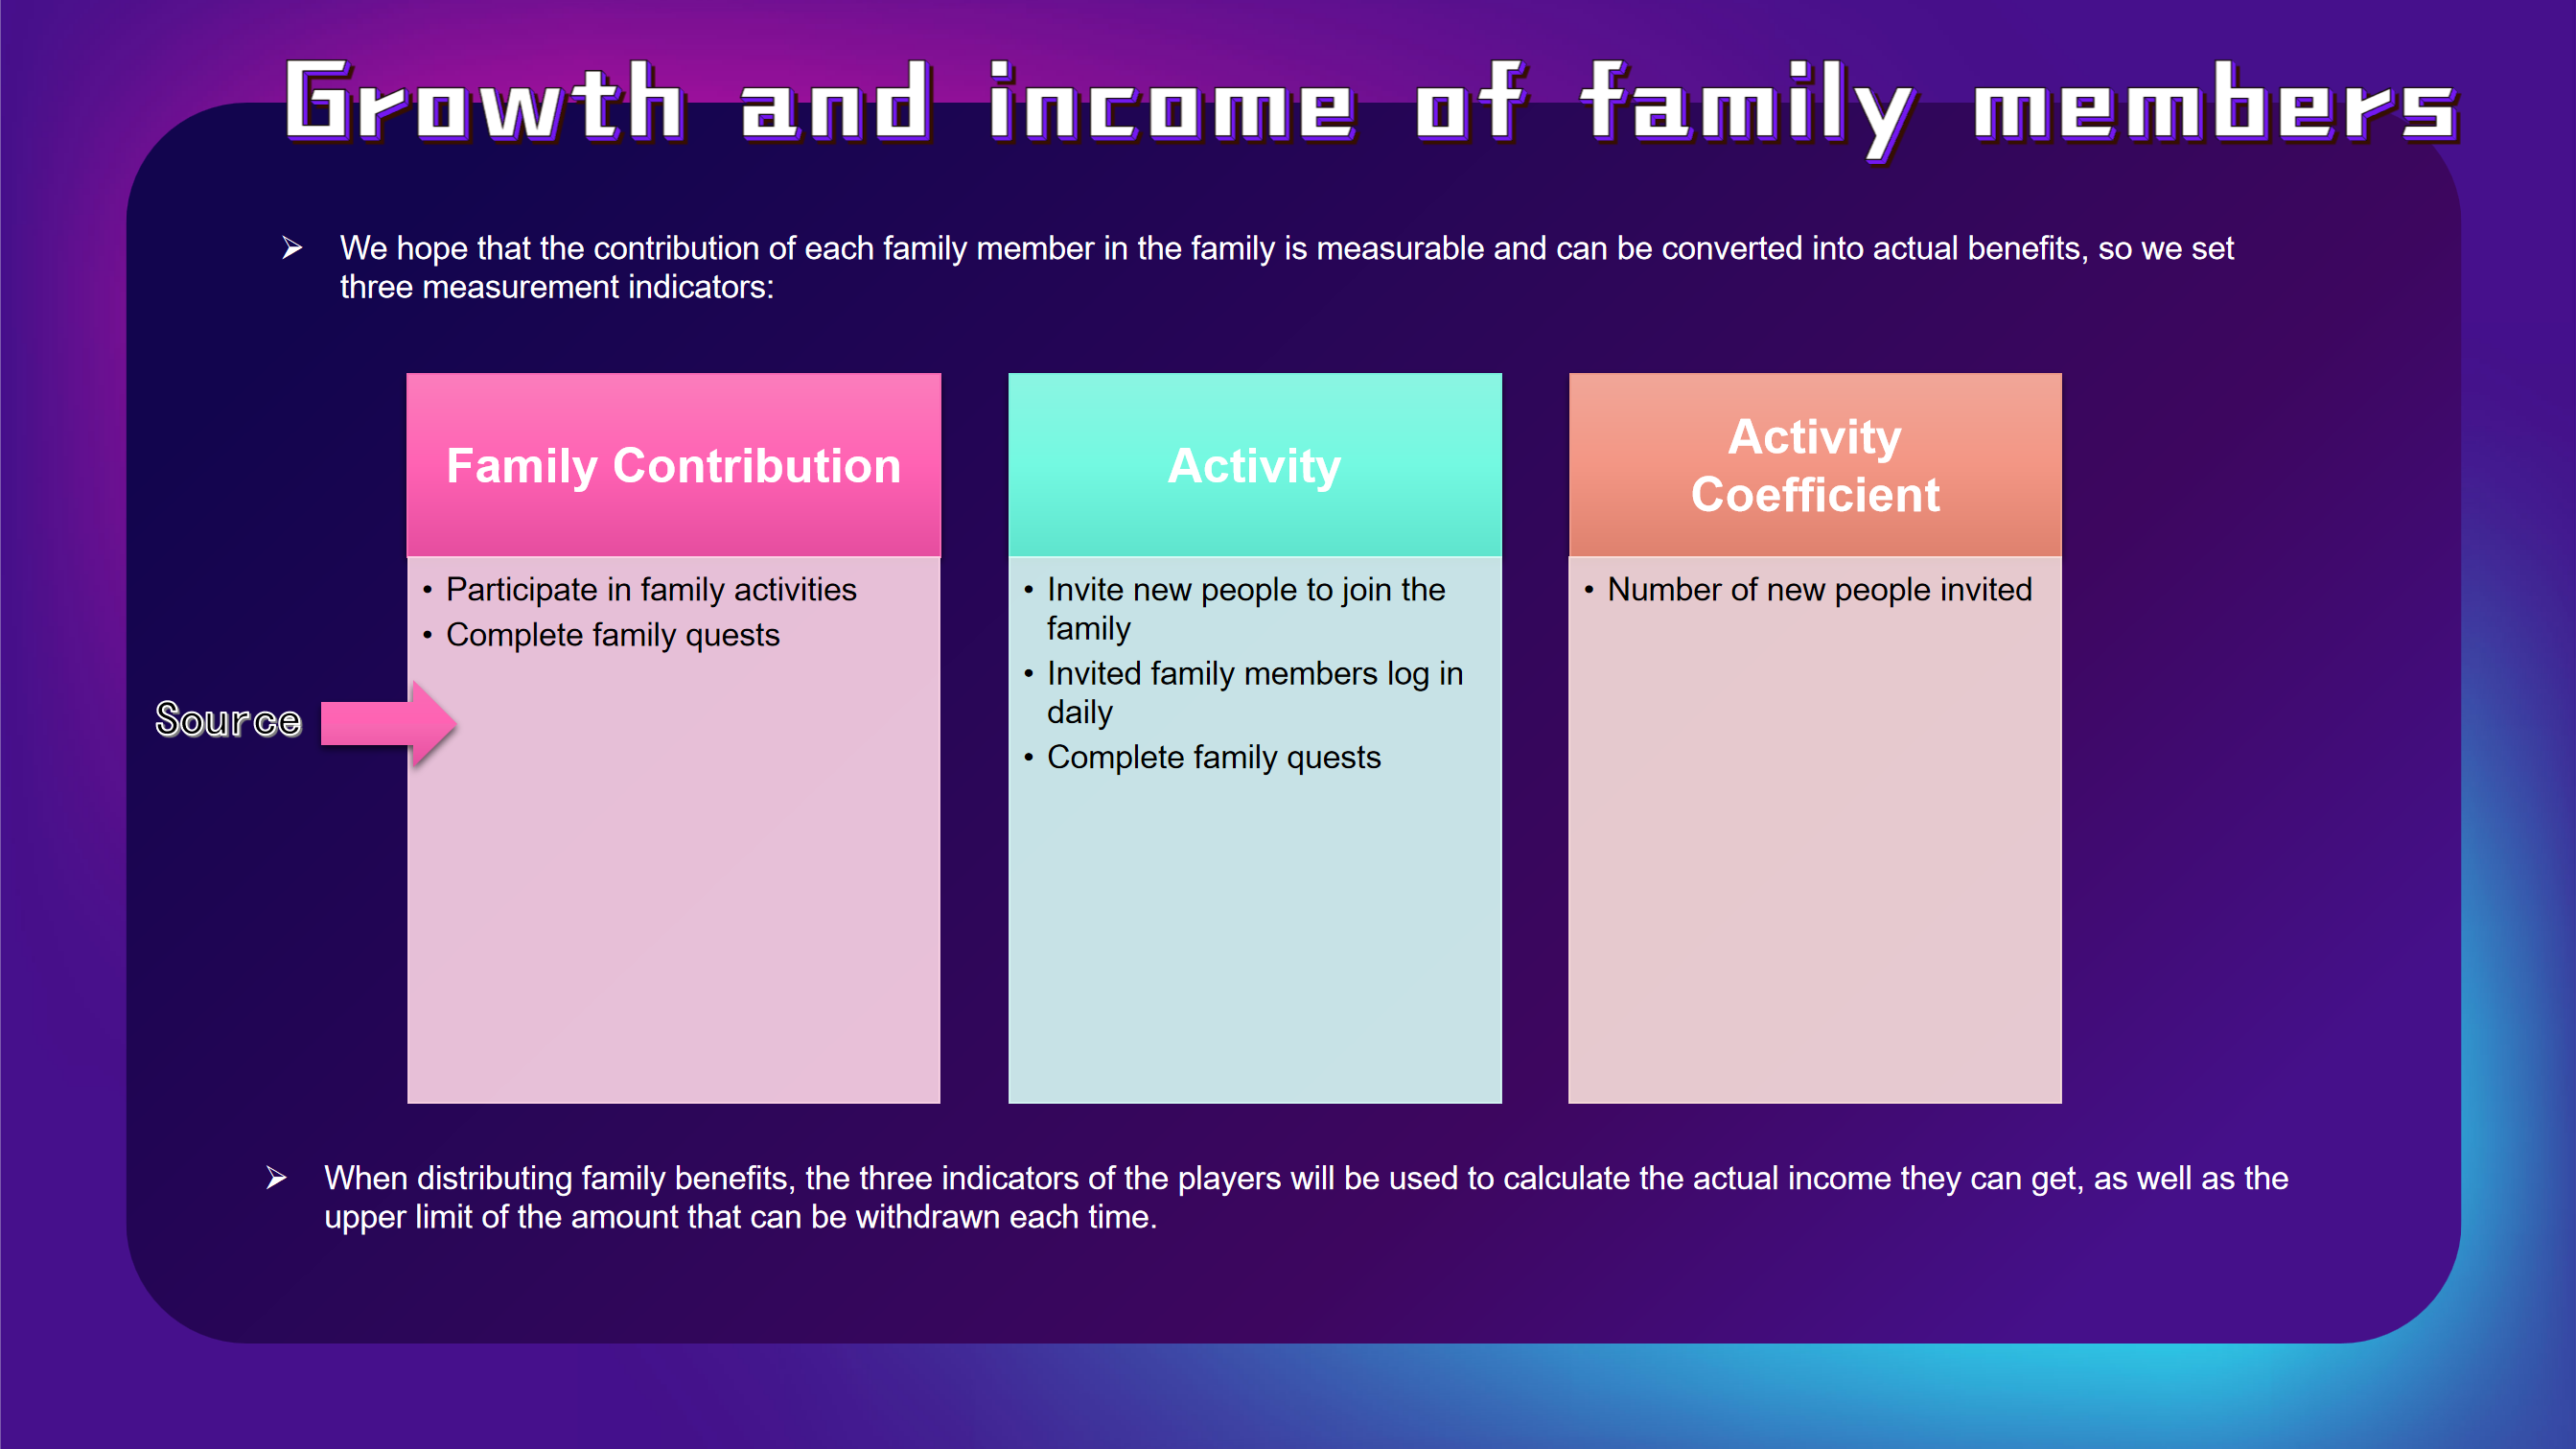 Growth and income of family members
➢ We hope that the contribution of each family member in the family is measurable and can be converted into actual benefits, so we set
three measurement indicators:
Family Contribution
• Participate in family activities
• Complete family quests
Activity
• Invite new people to join the
family
• Invited family members log in
daily
• Complete family quests
Activity
Coefficient
• Number of new people invited
Source
➢ When distributing family benefits, the three indicators of the players will be used to calculate the actual income they can get, as well as the
upper limit of the amount that can be withdrawn each time.